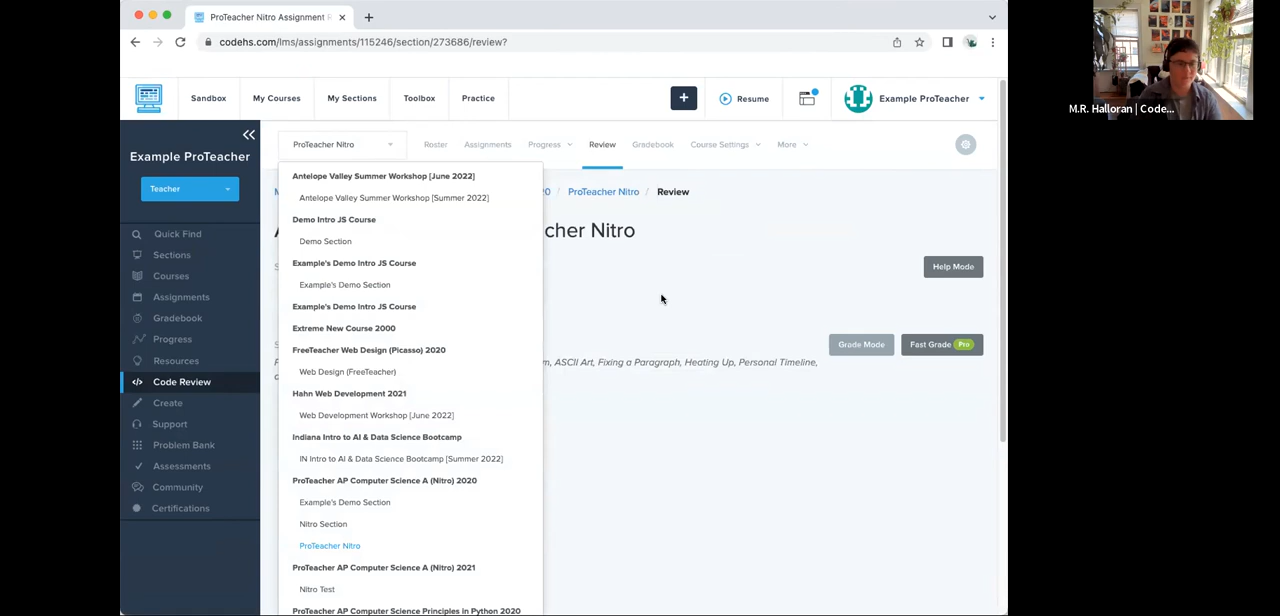 ProTeacher Nitro Assignment R
codehs.com/lms/assignments/115246/section/273686/review?
Sandbox
My Courses
My Sections
Toolbox
Practice
+
Resume
Example ProTeacher
Example ProTeacher
Teacher
Quick Find
Sections
Courses
Assignments
Gradebook
Progress
Resources
Code Review
Create
Support
Problem Bank
Assessments
Community
Certifications
ProTeacher Nitro
Roster
Assignments
Progress
Review
Gradebook
Course Settings
More
Antelope Valley Summer Workshop [June 2022]
Antelope Valley Summer Workshop [Summer 2022]
Demo Intro JS Course
Demo Section
Example's Demo Intro JS Course
Example's Demo Section
Example's Demo Intro JS Course
Extreme New Course 2000
FreeTeacher Web Design (Picasso) 2020
Web Design (FreeTeacher)
Hahn Web Development 2021
Web Development Workshop [June 2022]
Indiana Intro to AI & Data Science Bootcamp
IN Intro to AI & Data Science Bootcamp [Summer 2022]
ProTeacher AP Computer Science A (Nitro) 2020
Example's Demo Section
Nitro Section
ProTeacher Nitro
ProTeacher AP Computer Science A (Nitro) 2021
Nitro Test
ProTeacher AP Computer Science Principles in Python 2020
20 / ProTeacher Nitro / Review
cher Nitro
Help Mode
Grade Mode
Fast Grade Pro
m, ASCII Art, Fixing a Paragraph, Heating Up, Personal Timeline,
M.R. Halloran | Code...